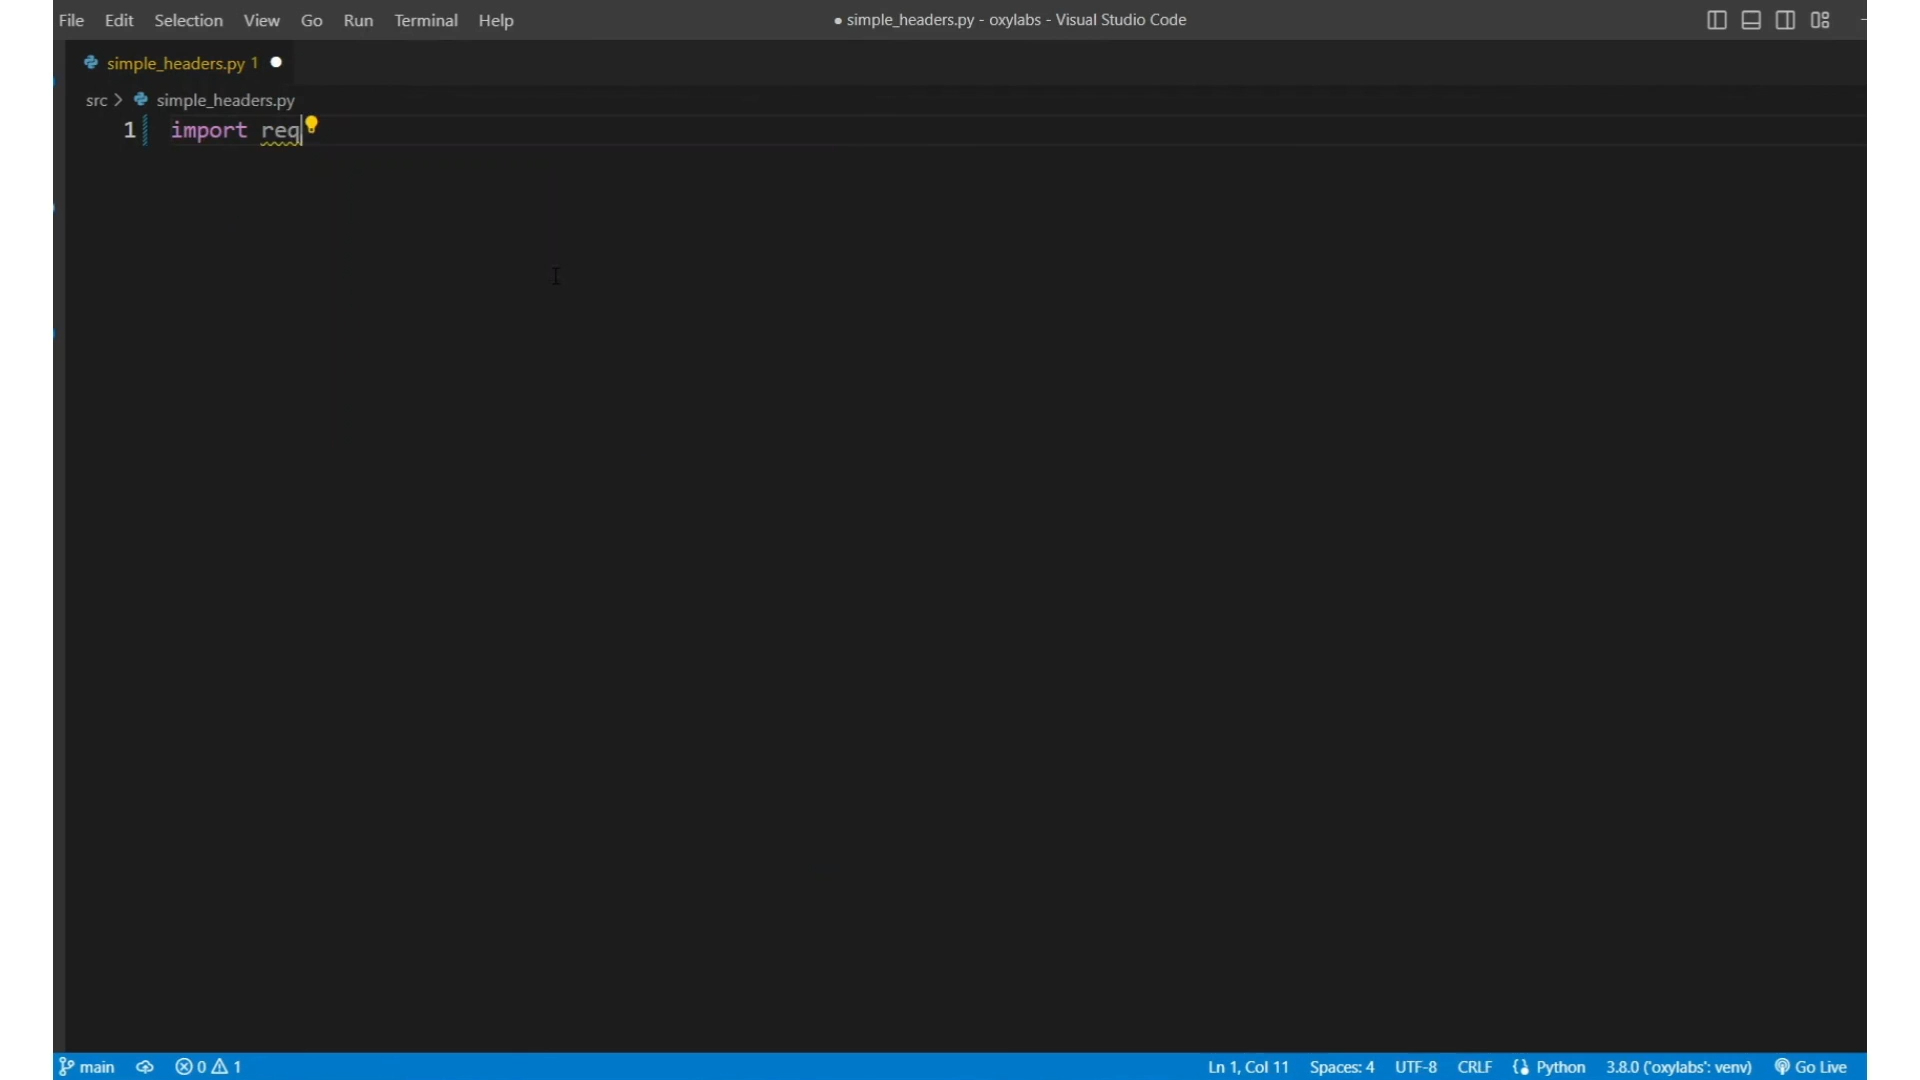 File Edit Selection View Go Run Terminal Help
● simple_headers.py - oxylabs - Visual Studio Code
simple_headers.py 1
src > simple_headers.py
1 import req
main 0 1 Ln 1, Col 11 Spaces: 4 UTF-8 CRLF Python 3.8.0 ('oxylabs': venv) Go Live